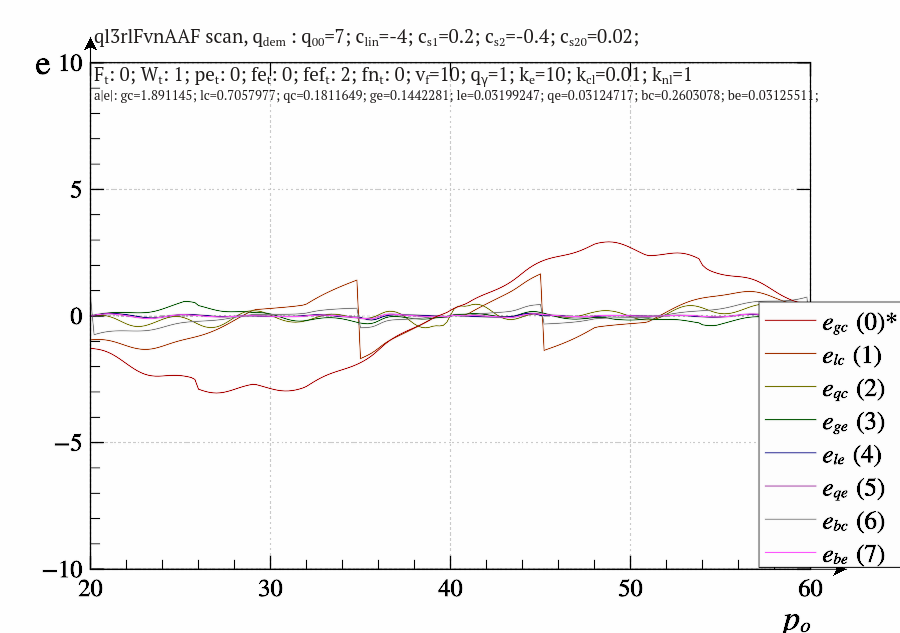 ql3rlFvnAAF scan, qdem : q00=7; clin=-4; cs1=0.2; cs2=-0.4; cs20=0.02;
e
Ft: 0; Wt: 1; pet: 0; fet: 0; feft: 2; fnt: 0; vf=10; qγ=1; ke=10; kcl=0.01; knl=1
a|e|: gc=1.891145; lc=0.7057977; qc=0.1811649; ge=0.1442281; le=0.03199247; qe=0.03124717; bc=0.2603078; be=0.03125511;
10
5
0
−5
−10
egc (0)*
elc (1)
eqc (2)
ege (3)
ele (4)
eqe (5)
ebc (6)
ebe (7)
20 30 40 50 60
po